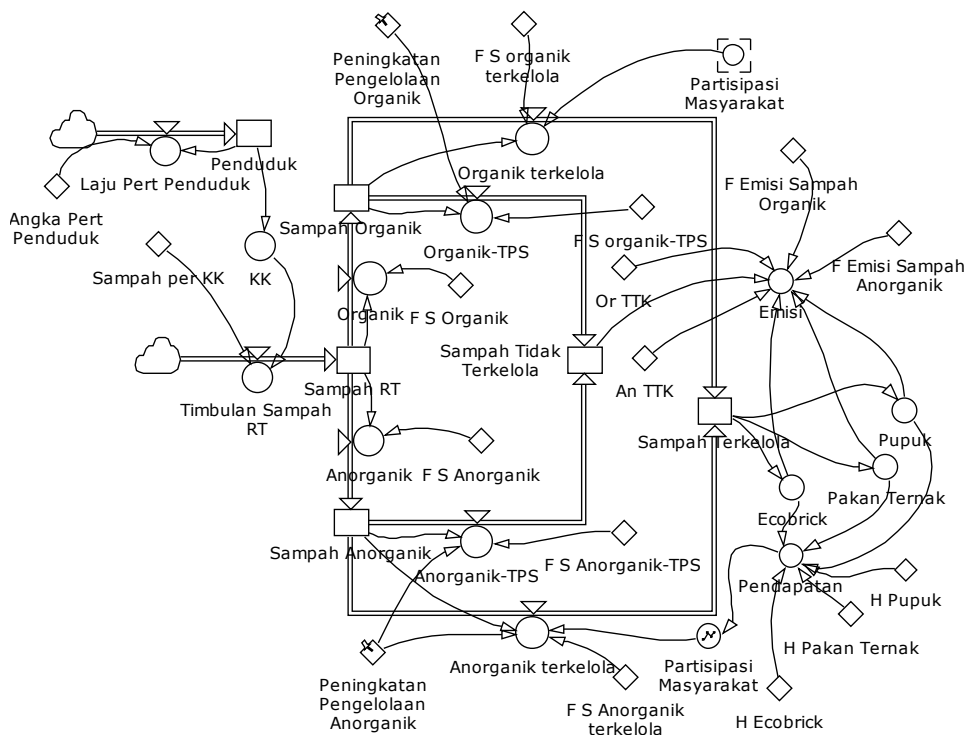 Peningkatan
Pengelolaan
Organik
F S organik
terkelola
Partisipasi
Masyarakat
Penduduk
Laju Pert Penduduk
Organik terkelola
F Emisi Sampah
Organik
Angka Pert
Penduduk
Sampah Organik
Organik-TPS
F S organik-TPS
Sampah per KK
KK
F Emisi Sampah
Anorganik
Organik
F S Organik
Or TTK
Emisi
Sampah Tidak
Terkelola
Sampah RT
An TTK
Timbulan Sampah
RT
Sampah Terkelola
Pupuk
Anorganik
F S Anorganik
Pakan Ternak
Ecobrick
Sampah Anorganik
Anorganik-TPS
F S Anorganik-TPS
Pendapatan
H Pupuk
H Pakan Ternak
Anorganik terkelola
Partisipasi
Masyarakat
Peningkatan
Pengelolaan
Anorganik
F S Anorganik
terkelola
H Ecobrick